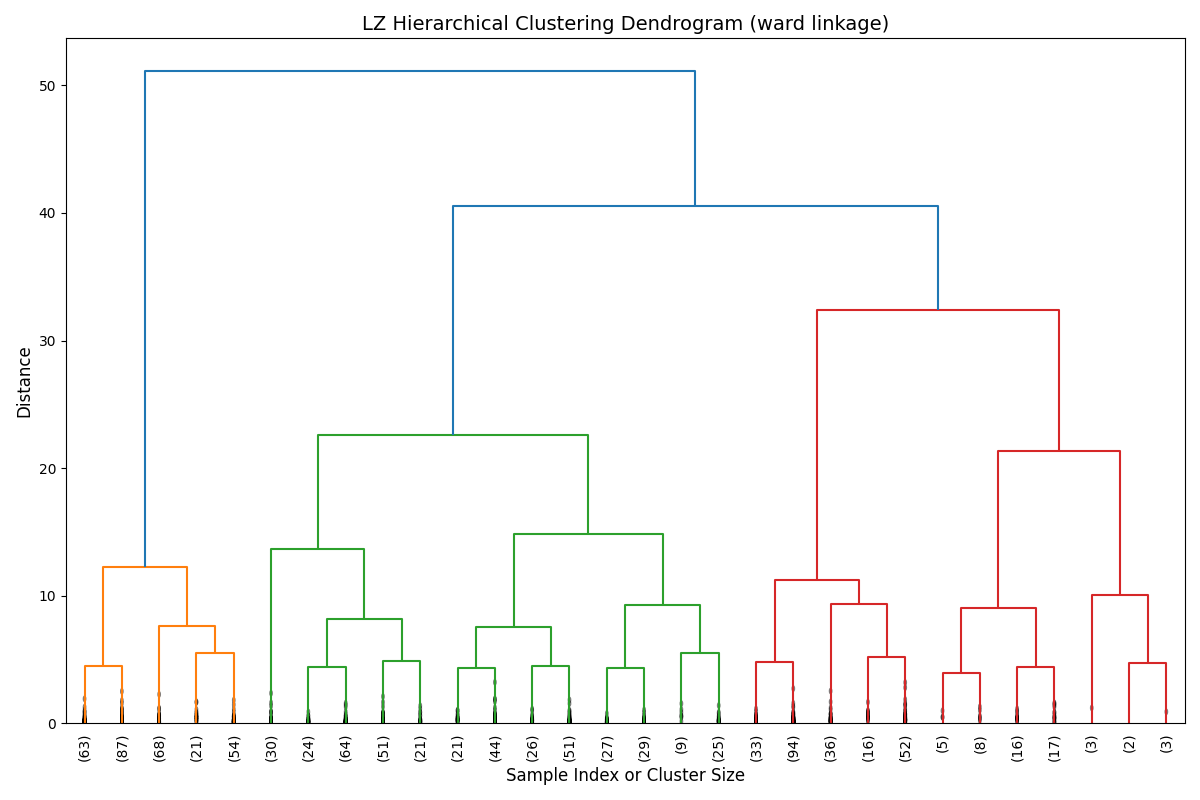 LZ Hierarchical Clustering Dendrogram (ward linkage)
50
40
30
20
10
0
Distance
(63) (87) (68) (21) (54) (30) (24) (64) (51) (21) (21) (44) (26) (51) (27) (29) (9) (25) (33) (94) (36) (16) (52) (5) (8) (16) (17) (3) (2) (3)
Sample Index or Cluster Size